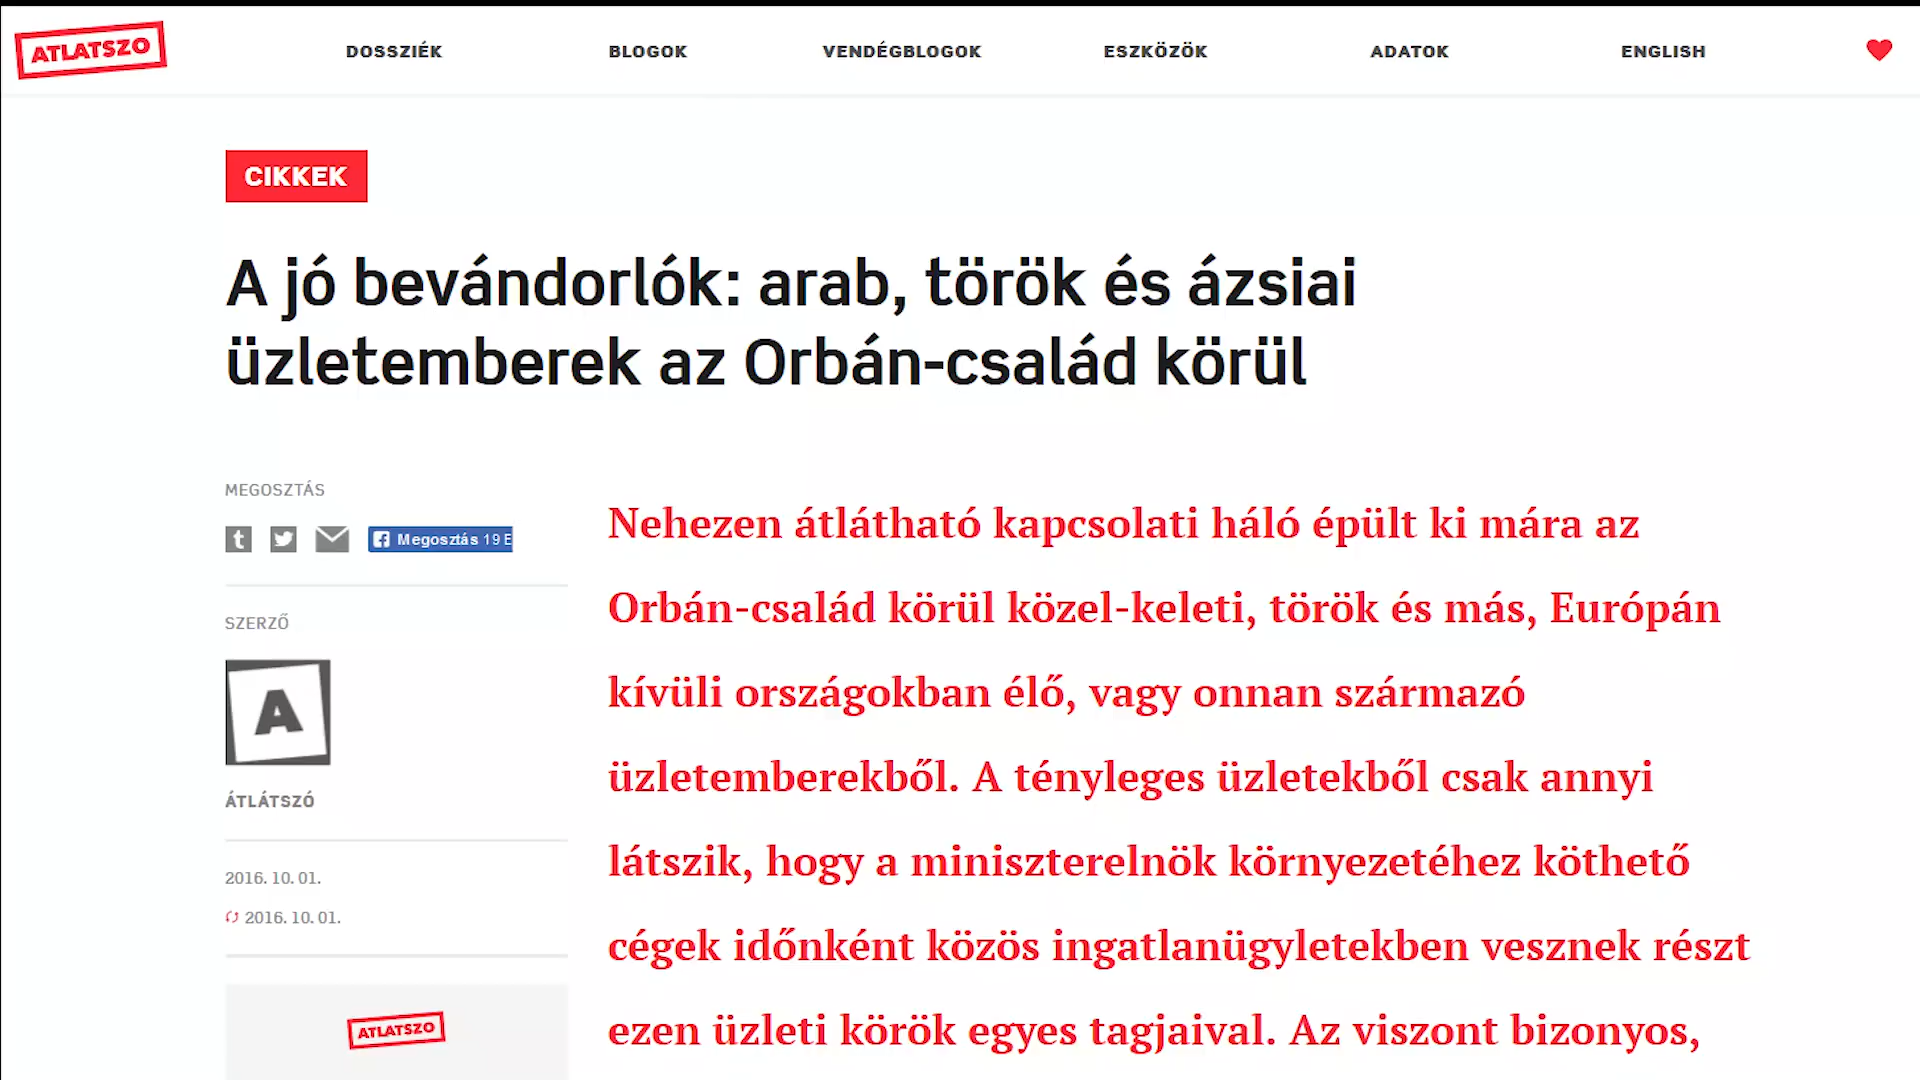 ATLATSZO
DOSSZIÉK
BLOGOK
VENDÉGBLOGOK
ESZKÖZÖK
ADATOK
ENGLISH
CIKKEK
A jó bevándorlók: arab, török és ázsiai
üzletemberek az Orbán-család körül
MEGOSZTÁS
Megosztás 19 E
SZERZŐ
A
ÁTLÁTSZÓ
2016. 10. 01.
2016. 10. 01.
ATLATSZO
Nehezen átlátható kapcsolati háló épült ki mára az
Orbán-család körül közel-keleti, török és más, Európán
kívüli országokban élő, vagy onnan származó
üzletemberekből. A tényleges üzletekből csak annyi
látszik, hogy a miniszterelnök környezetéhez köthető
cégek időnként közös ingatlanügyletekben vesznek részt
ezen üzleti körök egyes tagjaival. Az viszont bizonyos,